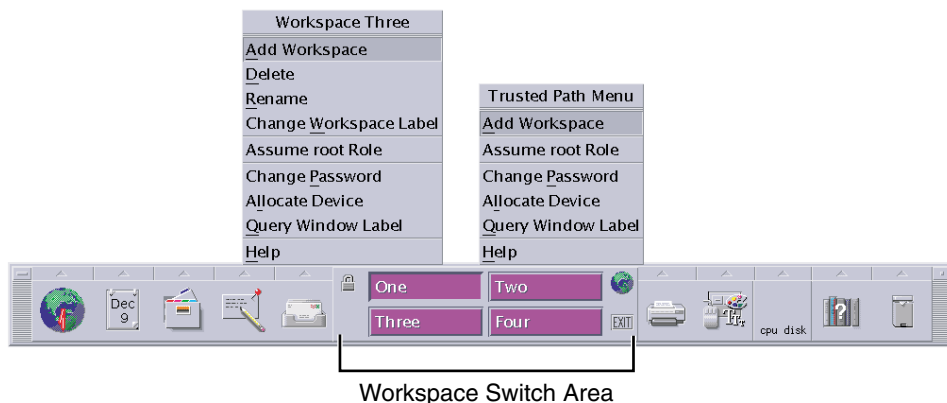 Workspace Three
Add Workspace
Delete
Rename
Change Workspace Label
Assume root Role
Change Password
Allocate Device
Query Window Label
Help
Trusted Path Menu
Add Workspace
Assume root Role
Change Password
Allocate Device
Query Window Label
Help
Dec
9
One
Two
Three
Four
EXIT
cpu disk
?
Workspace Switch Area